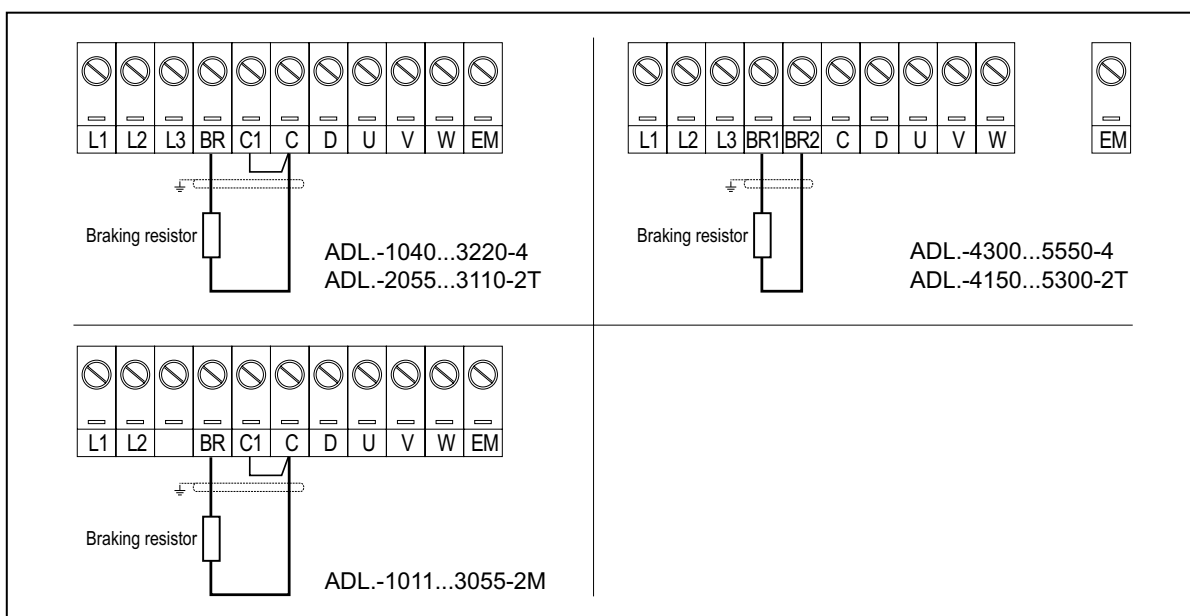 L1 L2 L3 BR C1 C D U V W EM
Braking resistor
ADL.-1040...3220-4
ADL.-2055...3110-2T
L1 L2 L3 BR1 BR2 C D U V W EM
Braking resistor
ADL.-4300...5550-4
ADL.-4150...5300-2T
L1 L2 BR C1 C D U V W EM
Braking resistor
ADL.-1011...3055-2M